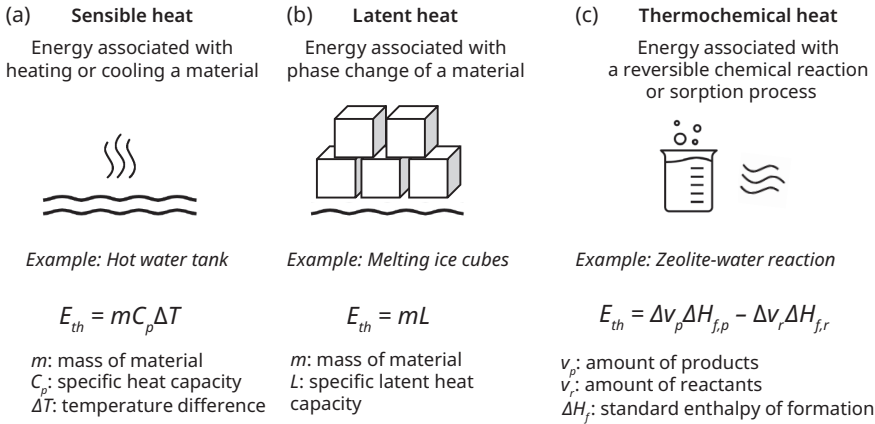 (a) Sensible heat
Energy associated with
heating or cooling a material
Example: Hot water tank
E_th = mC_pΔT
m: mass of material
C_p: specific heat capacity
ΔT: temperature difference
(b) Latent heat
Energy associated with
phase change of a material
Example: Melting ice cubes
E_th = mL
m: mass of material
L: specific latent heat
capacity
(c) Thermochemical heat
Energy associated with
a reversible chemical reaction
or sorption process
Example: Zeolite-water reaction
E_th = Δv_pΔH_f,p – Δv_rΔH_f,r
v_p: amount of products
v_r: amount of reactants
ΔH_f: standard enthalpy of formation